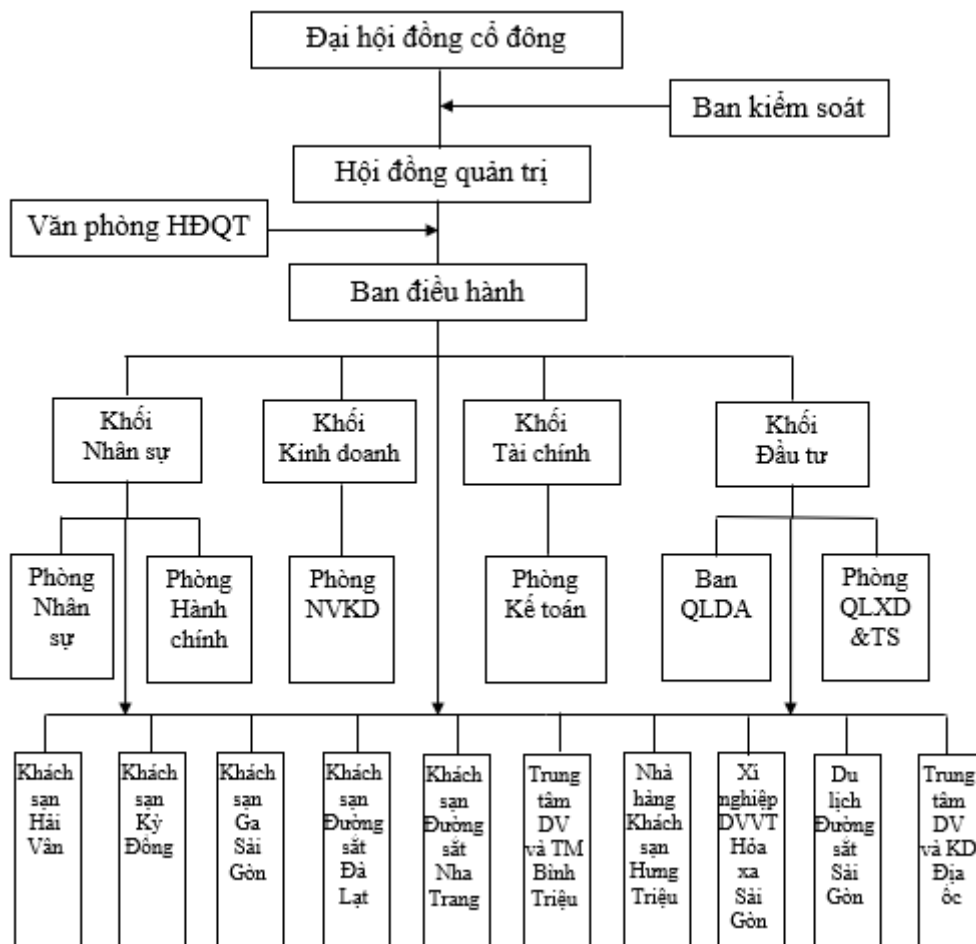 Đại hội đồng cổ đông
Ban kiểm soát
Hội đồng quản trị
Văn phòng HĐQT
Ban điều hành
Khối
Nhân sự
Khối
Kinh doanh
Khối
Tài chính
Khối
Đầu tư
Phòng
Nhân
sự
Phòng
Hành
chính
Phòng
NVKD
Phòng
Kế toán
Ban
QLDA
Phòng
QLXD
&TS
Khách
sạn
Hải
Vân
Khách
sạn
Kỳ
Đồng
Khách
sạn
Ga
Sài
Gòn
Khách
sạn
Đường
sắt
Đà
Lạt
Khách
sạn
Đường
sắt
Nha
Trang
Trung
tâm
DV
và TM
Bình
Triệu
Nhà
hàng
Khách
sạn
Hưng
Triệu
Xí
nghiệp
DVVT
Hỏa
xa
Sài
Gòn
Du
lịch
Đường
sắt
Sài
Gòn
Trung
tâm
DV
và KD
Địa
ốc